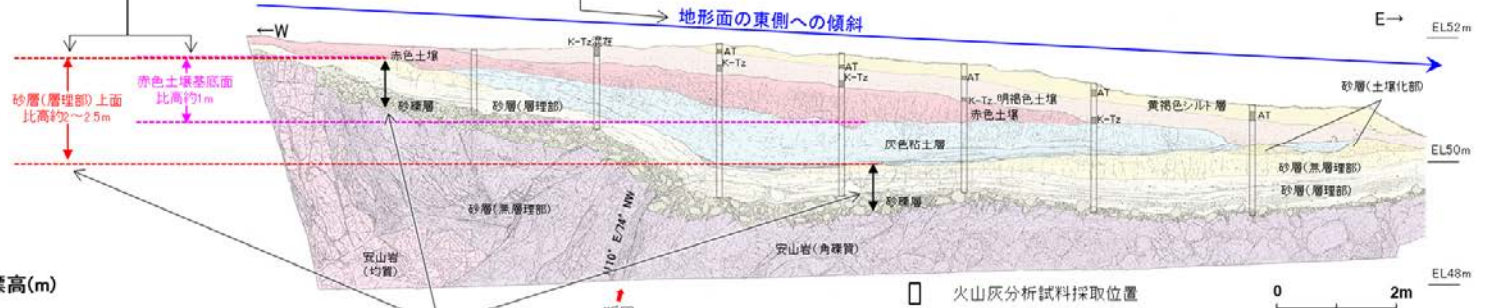 地形面の東側への傾斜
←W
E→
EL52m
K-Tz混在
赤色土壌
AT
K-Tz
AT
K-Tz
AT
K-Tz
AT
K-Tz
AT
明褐色土壌
赤色土壌
黄褐色シルト層
砂層(土壌化部)
砂層(層理部)上面
比高約2～2.5m
赤色土壌基底面
比高約1m
砂礫層
砂層(層理部)
灰色粘土層
EL50m
砂層(無層理部)
砂層(層理部)
砂層(無層理部)
砂礫層
安山岩
(均質)
安山岩(角礫質)
EL48m
標高(m)
火山灰分析試料採取位置
0
2m